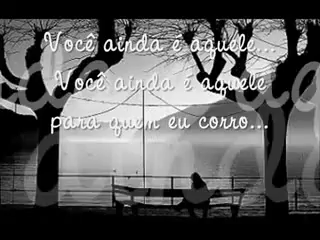 Você ainda é aquele...
Você ainda é aquele
para quem eu corro...